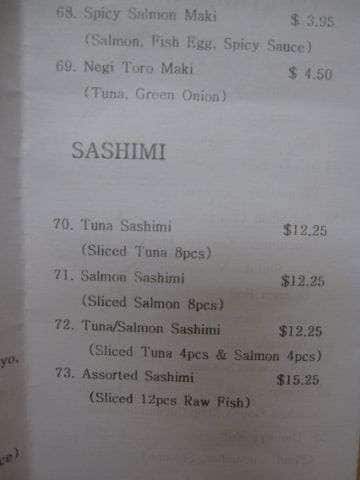 68. Spicy Salmon Maki $ 3.95
(Salmon, Fish Egg, Spicy Sauce)
69. Negi Toro Maki $ 4.50
(Tuna, Green Onion)
SASHIMI
70. Tuna Sashimi $12.25
(Sliced Tuna 8pcs)
71. Salmon Sashimi $12.25
(Sliced Salmon 8pcs)
72. Tuna/Salmon Sashimi $12.25
(Sliced Tuna 4pcs & Salmon 4pcs)
73. Assorted Sashimi $15.25
(Sliced 12pcs Raw Fish)